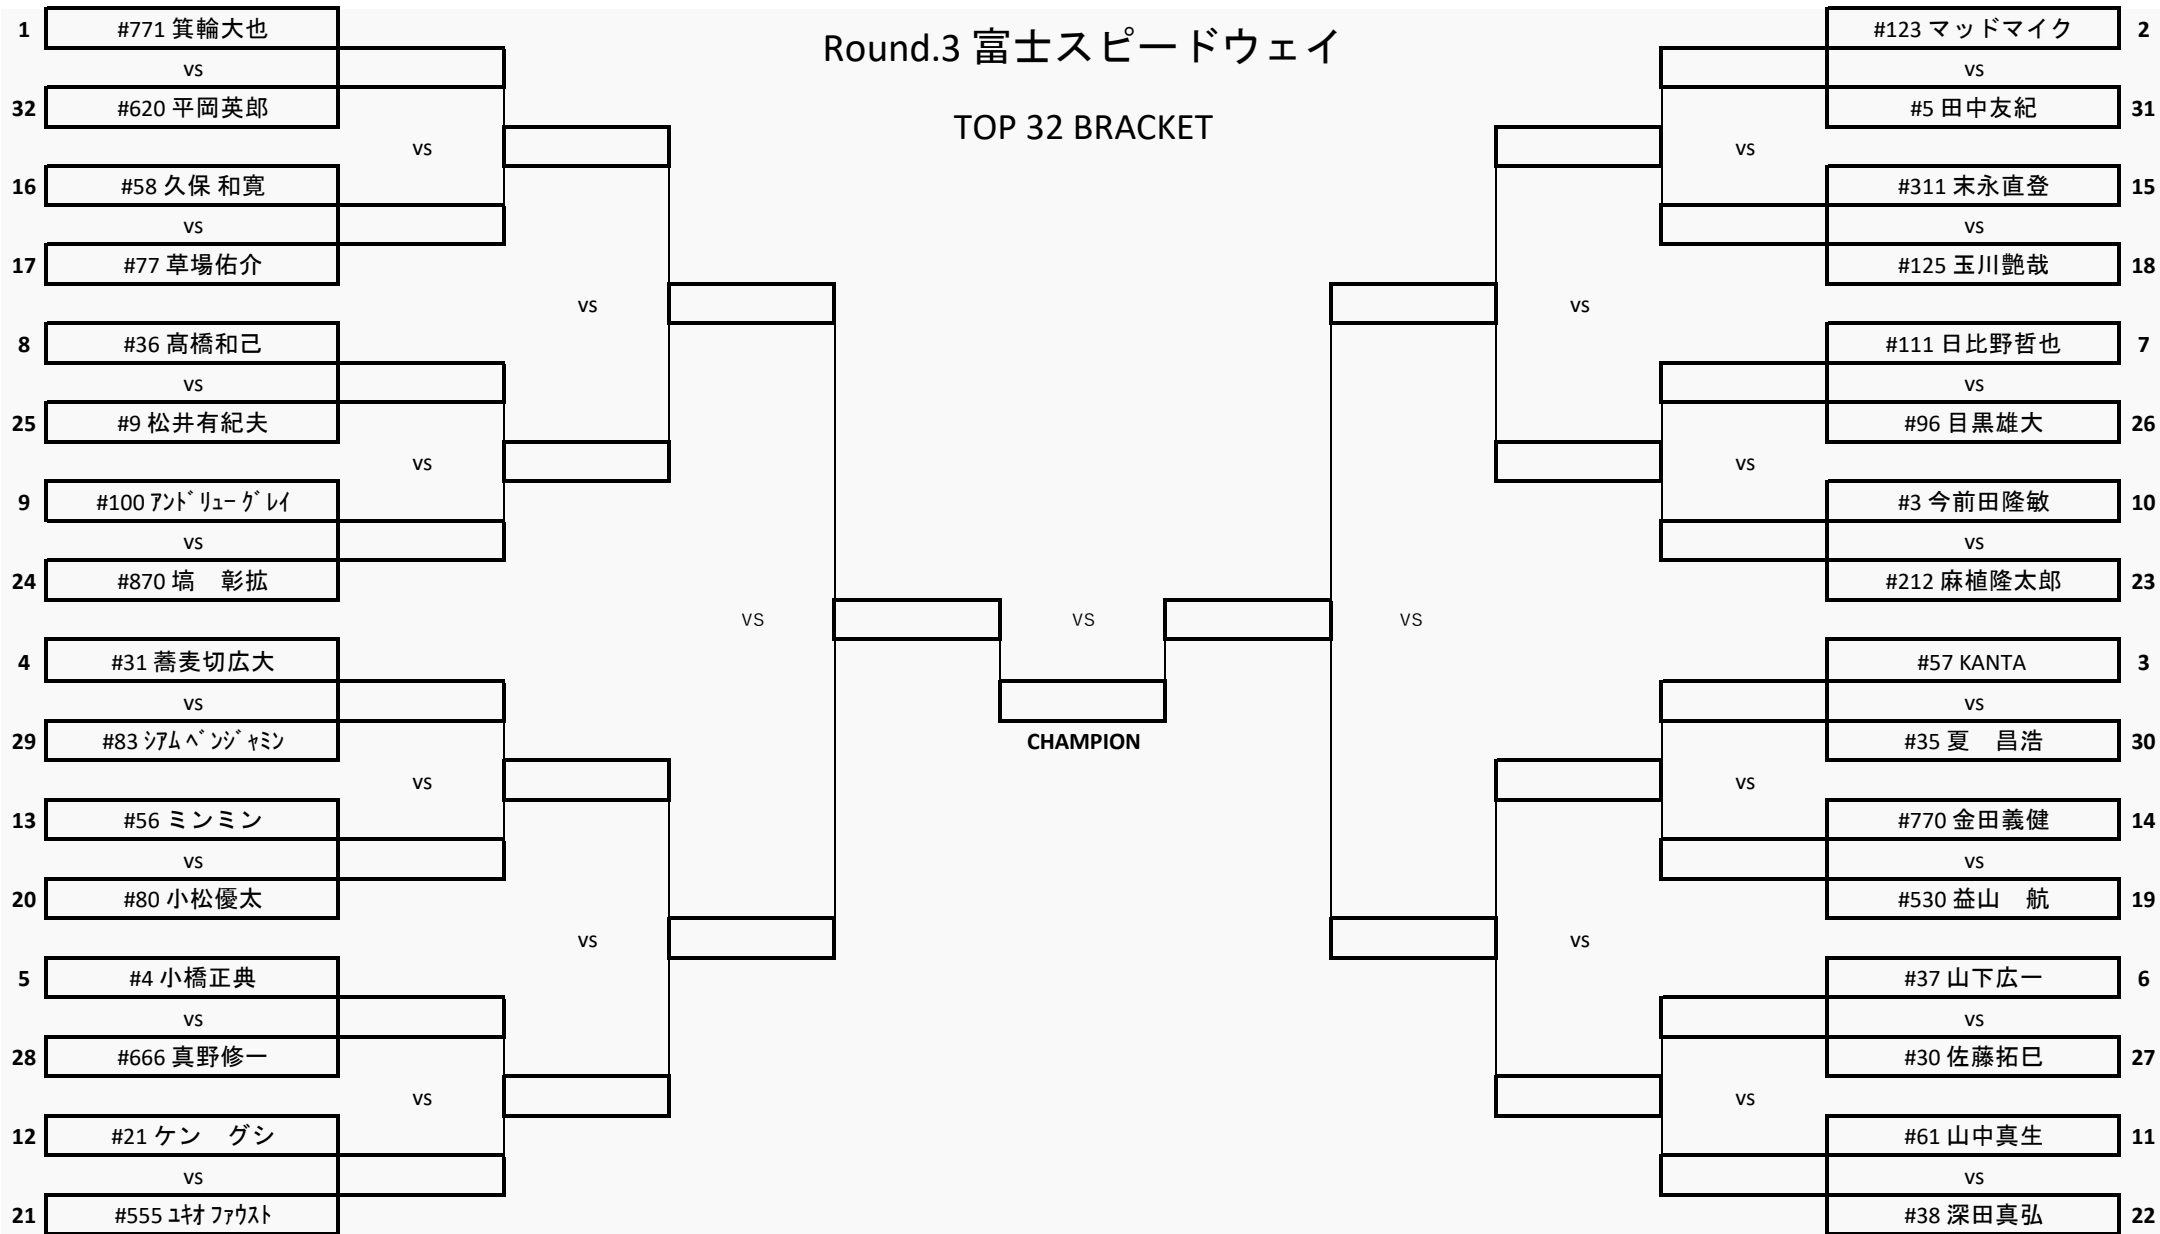 Round.3 富士スピードウェイ
TOP 32 BRACKET
1 #771 箕輪大也
vs
32 #620 平岡英郎
vs
16 #58 久保 和寛
vs
17 #77 草場佑介
vs
8 #36 髙橋和己
vs
25 #9 松井有紀夫
vs
9 #100 ｱﾝﾄﾞﾘｭｰ ｸﾞﾚｲ
vs
24 #870 塙　彰拡
vs
4 #31 蕎麦切広大
vs
29 #83 ｼｱﾑ ﾍﾞﾝｼﾞｬﾐﾝ
vs
13 #56 ミンミン
vs
20 #80 小松優太
vs
5 #4 小橋正典
vs
28 #666 真野修一
vs
12 #21 ケン　グシ
vs
21 #555 ﾕｷｵ ﾌｧｳｽﾄ
vs
CHAMPION
#123 マッドマイク 2
vs
#5 田中友紀 31
vs
#311 末永直登 15
vs
#125 玉川艶哉 18
vs
#111 日比野哲也 7
vs
#96 目黒雄大 26
vs
#3 今前田隆敏 10
vs
#212 麻植隆太郎 23
vs
#57 KANTA 3
vs
#35 夏　昌浩 30
vs
#770 金田義健 14
vs
#530 益山　航 19
vs
#37 山下広一 6
vs
#30 佐藤拓巳 27
vs
#61 山中真生 11
vs
#38 深田真弘 22